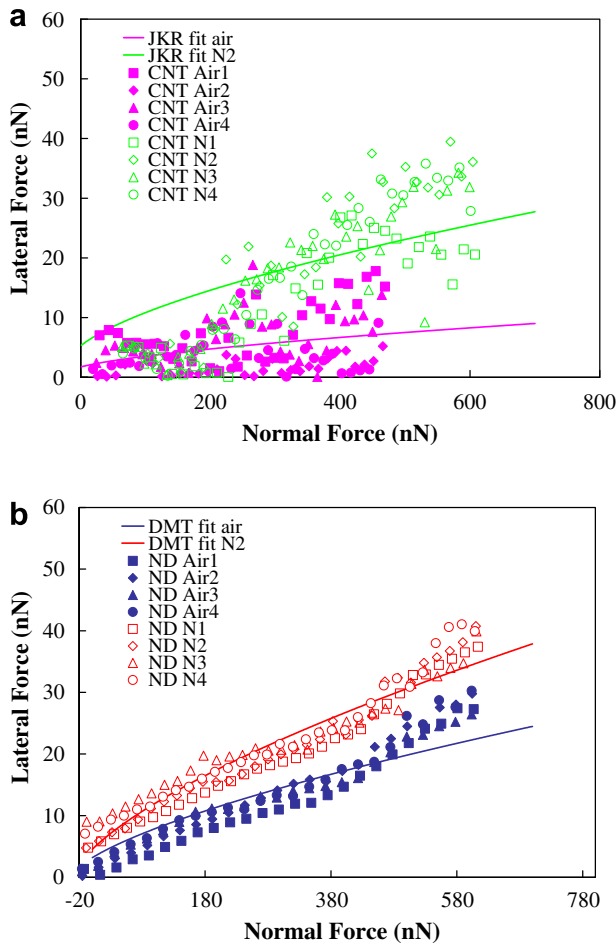 a
60
50
40
30
20
10
0
Lateral Force (nN)
JKR fit air
JKR fit N2
CNT Air1
CNT Air2
CNT Air3
CNT Air4
CNT N1
CNT N2
CNT N3
CNT N4
0 200 400 600 800
Normal Force (nN)
b
60
50
40
30
20
10
0
Lateral Force (nN)
DMT fit air
DMT fit N2
ND Air1
ND Air2
ND Air3
ND Air4
ND N1
ND N2
ND N3
ND N4
-20 180 380 580 780
Normal Force (nN)